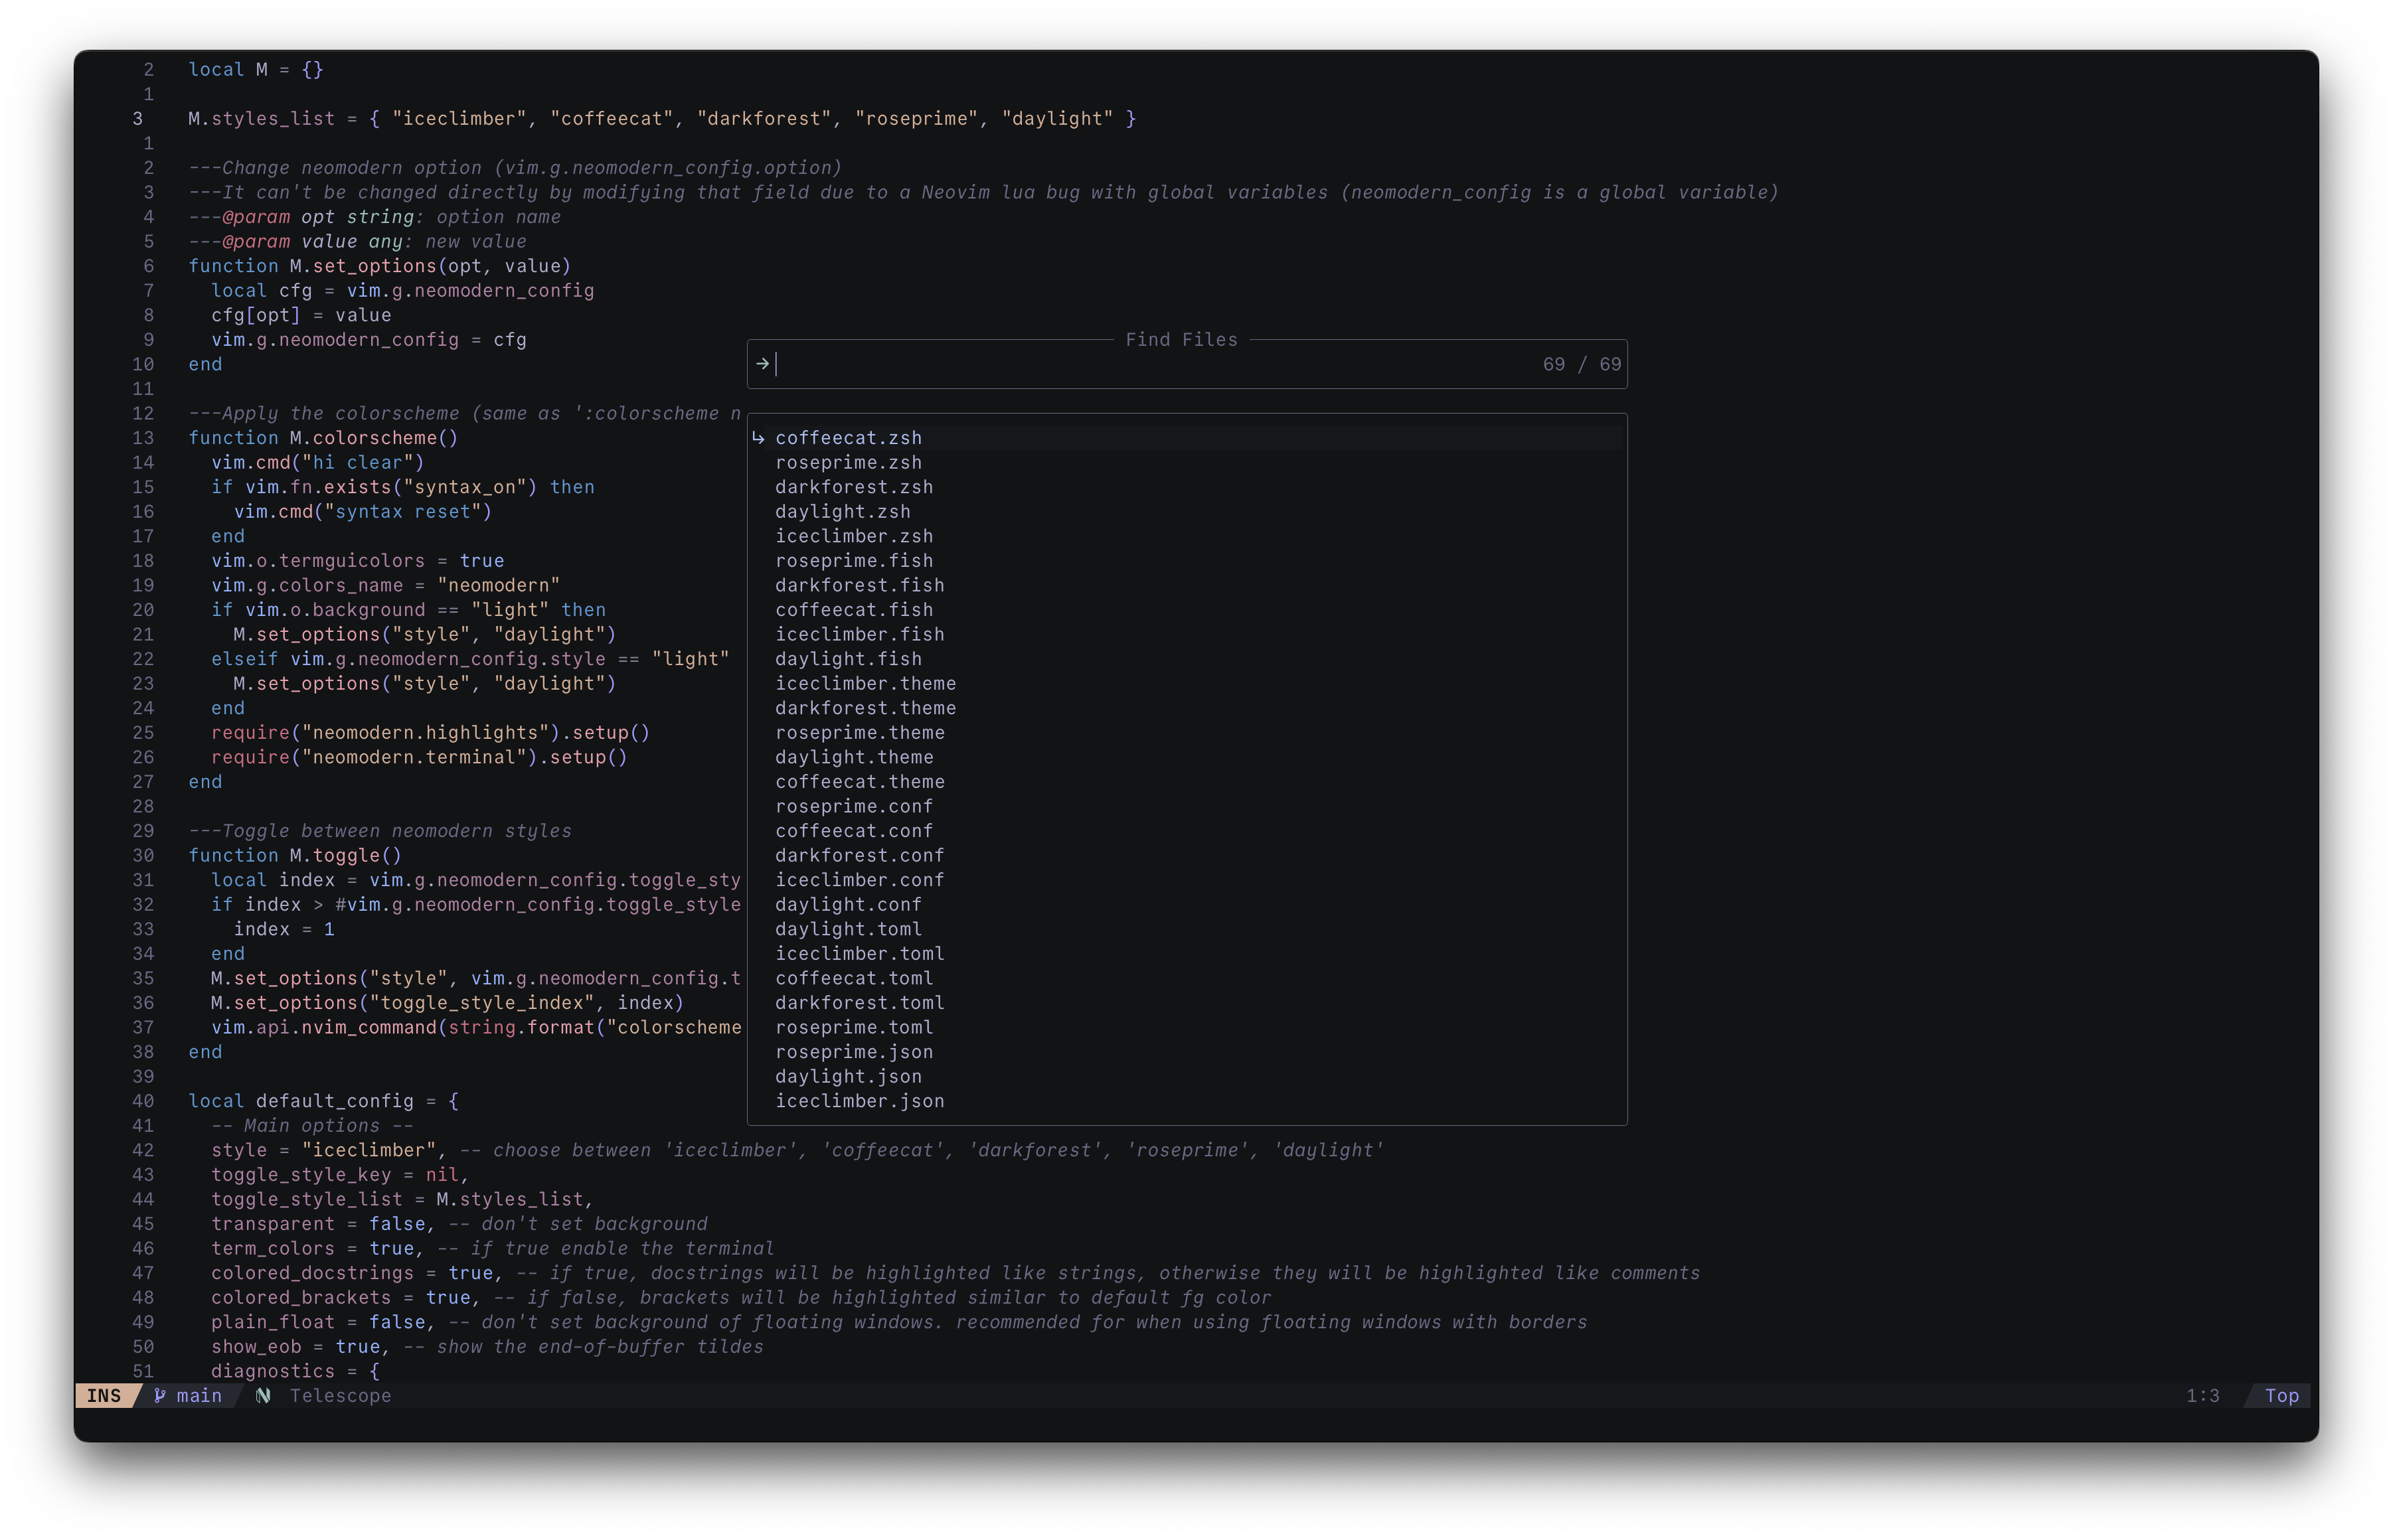 2 local M = {}
1
3 M.styles_list = { "iceclimber", "coffeecat", "darkforest", "roseprime", "daylight" }
1
2 ---Change neomodern option (vim.g.neomodern_config.option)
3 ---It can't be changed directly by modifying that field due to a Neovim lua bug with global variables (neomodern_config is a global variable)
4 ---@param opt string: option name
5 ---@param value any: new value
6 function M.set_options(opt, value)
7 local cfg = vim.g.neomodern_config
8 cfg[opt] = value
9 vim.g.neomodern_config = cfg
10 end
11
12 ---Apply the colorscheme (same as ':colorscheme n
13 function M.colorscheme()
14 vim.cmd("hi clear")
15 if vim.fn.exists("syntax_on") then
16 vim.cmd("syntax reset")
17 end
18 vim.o.termguicolors = true
19 vim.g.colors_name = "neomodern"
20 if vim.o.background == "light" then
21 M.set_options("style", "daylight")
22 elseif vim.g.neomodern_config.style == "light"
23 M.set_options("style", "daylight")
24 end
25 require("neomodern.highlights").setup()
26 require("neomodern.terminal").setup()
27 end
28
29 ---Toggle between neomodern styles
30 function M.toggle()
31 local index = vim.g.neomodern_config.toggle_sty
32 if index > #vim.g.neomodern_config.toggle_style
33 index = 1
34 end
35 M.set_options("style", vim.g.neomodern_config.t
36 M.set_options("toggle_style_index", index)
37 vim.api.nvim_command(string.format("colorscheme
38 end
39
40 local default_config = {
41 -- Main options --
42 style = "iceclimber", -- choose between 'iceclimber', 'coffeecat', 'darkforest', 'roseprime', 'daylight'
43 toggle_style_key = nil,
44 toggle_style_list = M.styles_list,
45 transparent = false, -- don't set background
46 term_colors = true, -- if true enable the terminal
47 colored_docstrings = true, -- if true, docstrings will be highlighted like strings, otherwise they will be highlighted like comments
48 colored_brackets = true, -- if false, brackets will be highlighted similar to default fg color
49 plain_float = false, -- don't set background of floating windows. recommended for when using floating windows with borders
50 show_eob = true, -- show the end-of-buffer tildes
51 diagnostics = {
Find Files
→ 69 / 69
↳ coffeecat.zsh
roseprime.zsh
darkforest.zsh
daylight.zsh
iceclimber.zsh
roseprime.fish
darkforest.fish
coffeecat.fish
iceclimber.fish
daylight.fish
iceclimber.theme
darkforest.theme
roseprime.theme
daylight.theme
coffeecat.theme
roseprime.conf
coffeecat.conf
darkforest.conf
iceclimber.conf
daylight.conf
daylight.toml
iceclimber.toml
coffeecat.toml
darkforest.toml
roseprime.toml
roseprime.json
daylight.json
iceclimber.json
INS main Telescope 1:3 Top